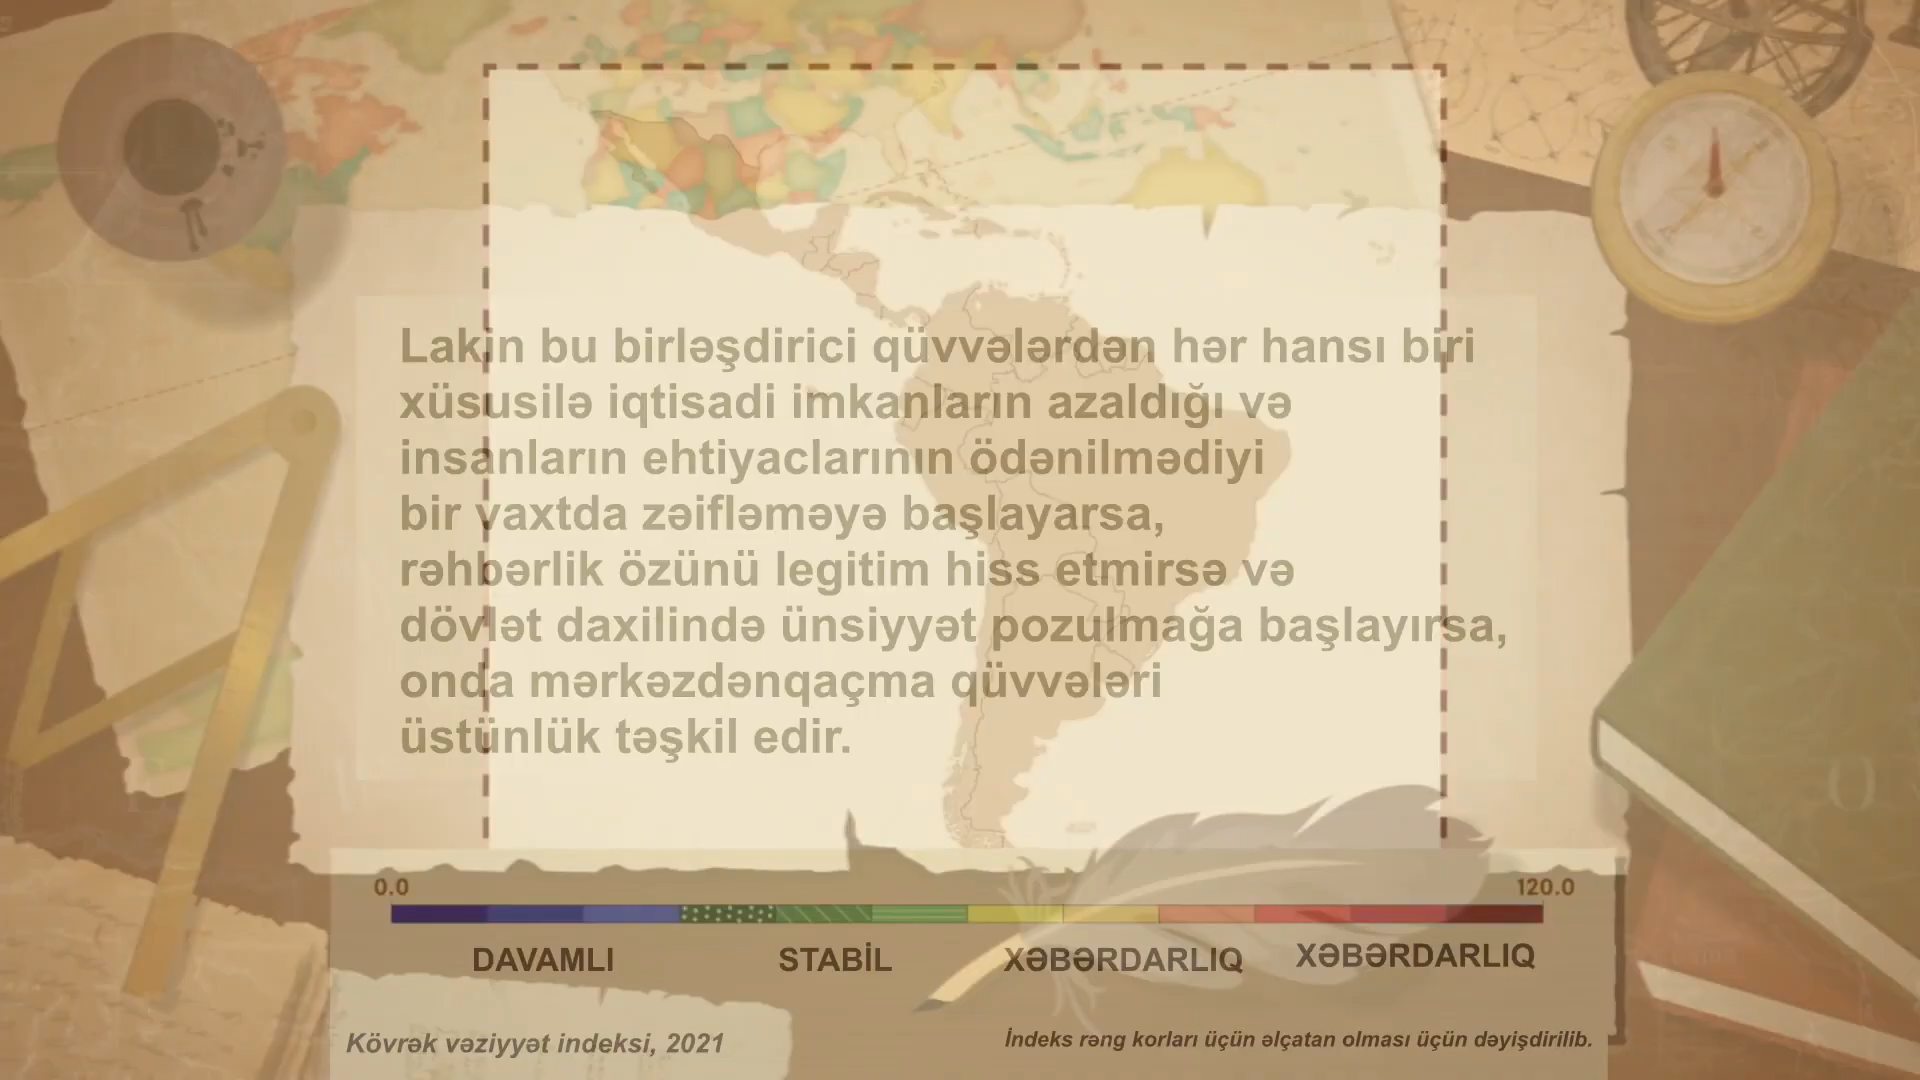 Lakin bu birləşdirici qüvvələrdən hər hansı biri
xüsusilə iqtisadi imkanların azaldığı və
insanların ehtiyaclarının ödənilmədiyi
bir vaxtda zəifləməyə başlayarsa,
rəhbərlik özünü legitim hiss etmirsə və
dövlət daxilində ünsiyyət pozulmağa başlayırsa,
onda mərkəzdənqaçma qüvvələri
üstünlük təşkil edir.
0.0 120.0
DAVAMLI STABİL XƏBƏRDARLIQ XƏBƏRDARLIQ
Kövrək vəziyyət indeksi, 2021
İndeks rəng korları üçün əlçatan olması üçün dəyişdirilib.